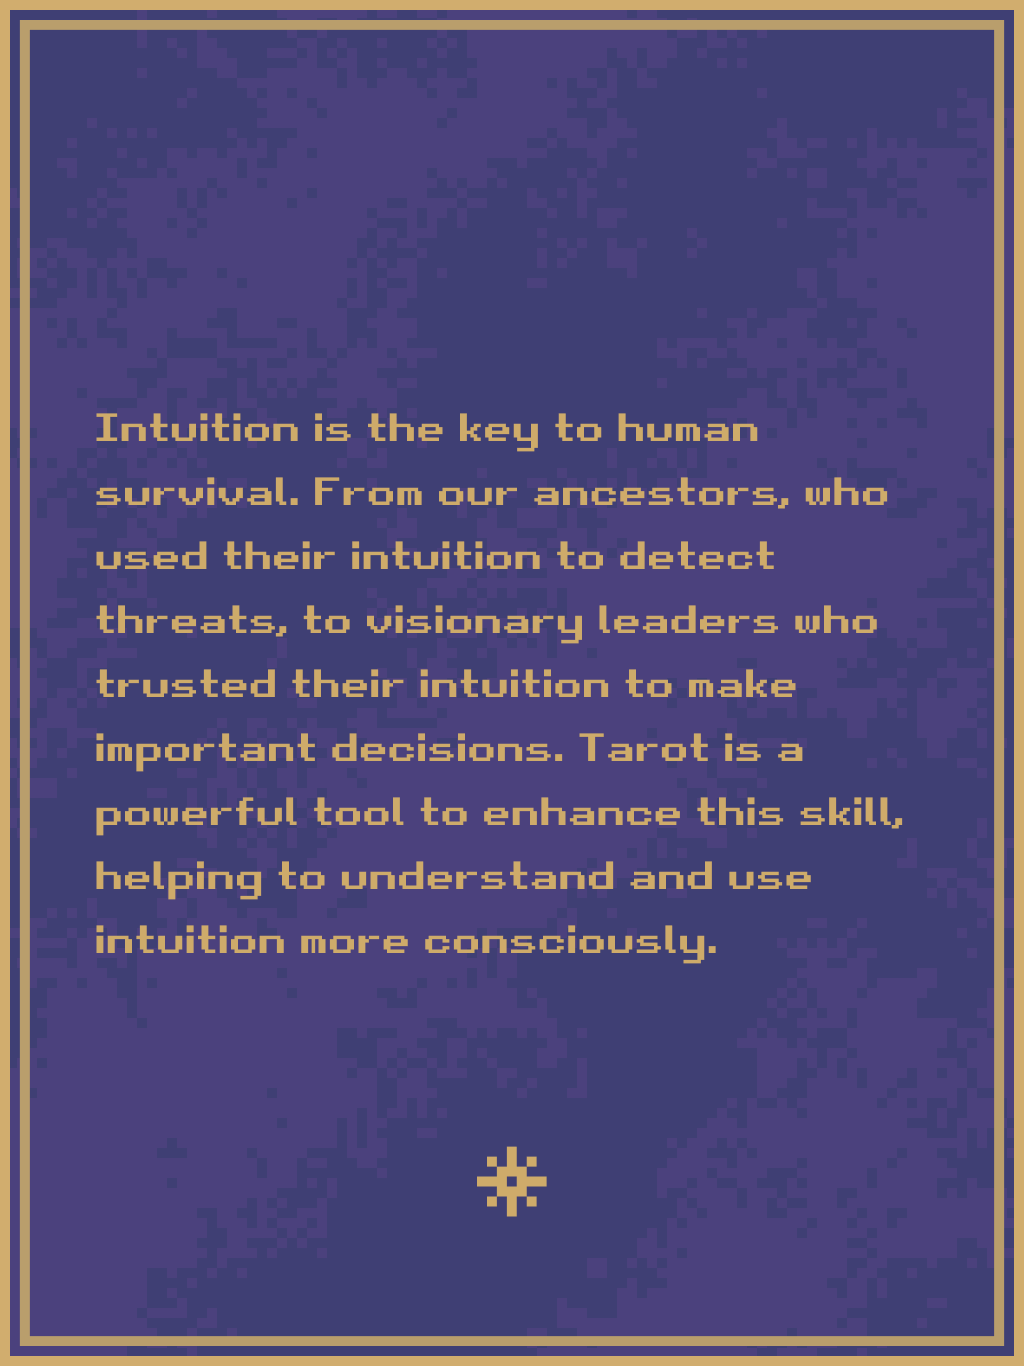 Intuition is the key to human
survival. From our ancestors, who
used their intuition to detect
threats, to visionary leaders who
trusted their intuition to make
important decisions. Tarot is a
powerful tool to enhance this skill,
helping to understand and use
intuition more consciously.